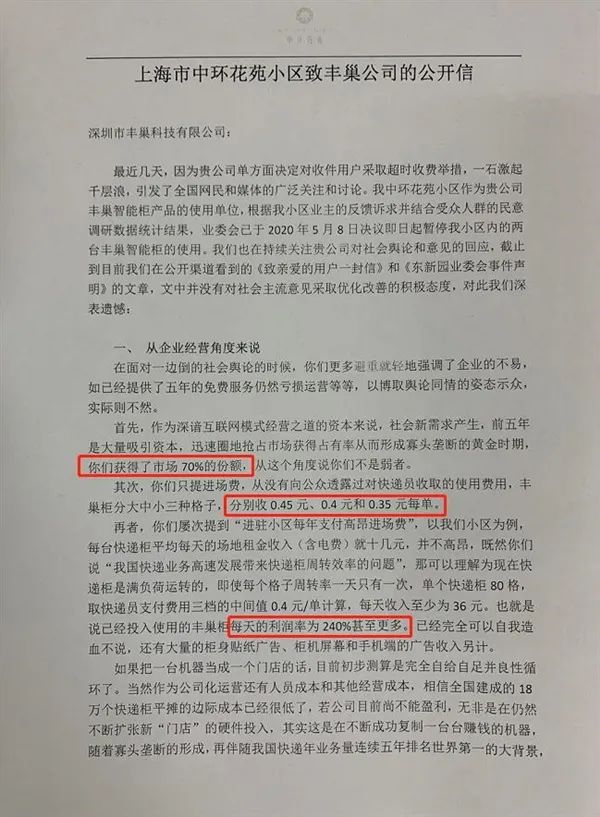 上海市中环花苑小区致丰巢公司的公开信
深圳市丰巢科技有限公司：
最近几天，因为贵公司单方面决定对收件用户采取超时收费举措，一石激起
千层浪，引发了全国网民和媒体的广泛关注和讨论。我中环花苑小区作为贵公司
丰巢智能柜产品的使用单位，根据我小区业主的反馈诉求并结合受众人群的民意
调研数据统计结果，业委会已于 2020 年 5 月 8 日决议即日起暂停我小区内的两
台丰巢智能柜的使用。我们也在持续关注贵公司对社会舆论和意见的回应，截止
到目前我们在公开渠道看到的《致亲爱的用户一封信》和《东新园业委会事件声
明》的文章，文中并没有对社会主流意见采取优化改善的积极态度，对此我们深
表遗憾：
一、 从企业经营角度来说
在面对一边倒的社会舆论的时候，你们更多避重就轻地强调了企业的不易，
如已经提供了五年的免费服务仍然亏损运营等等，以博取舆论同情的姿态示众，
实际则不然。
首先，作为深谙互联网模式经营之道的资本来说，社会新需求产生，前五年
是大量吸引资本，迅速圈地抢占市场获得占有率从而形成寡头垄断的黄金时期，
你们获得了市场 70%的份额，从这个角度说你们不是弱者。
其次，你们只提进场费，从没有向公众透露过对快递员收取的使用费用，丰
巢柜分大中小三种格子，分别收 0.45 元、0.4 元和 0.35 元每单。
再者，你们屡次提到“进驻小区每年支付高昂进场费”，以我们小区为例，
每台快递柜平均每天的场地租金收入（含电费）就十几元，并不高昂，既然你们
说“我国快递业务高速发展带来快递柜周转效率的问题”，那可以理解为现在快
递柜是满负荷运转的，即使每个格子周转率一天只有一次，单个快递柜 80 格，
取快递员支付费用三档的中间值 0.4 元/单计算，每天收入至少为 36 元。也就是
说已经投入使用的丰巢柜每天的利润率为 240%甚至更多。已经完全可以自我造
血不说，还有大量的柜身贴纸广告、柜机屏幕和手机端的广告收入另计。
如果把一台机器当成一个门店的话，目前初步测算是完全自给自足并良性循
环了。当然作为公司化运营还有人员成本和其他经营成本，相信全国建成的 18
万个快递柜平摊的边际成本已经很低了，若公司目前尚不能盈利，无非是在仍然
不断扩张新“门店”的硬件投入，其实这是在不断成功复制一台台赚钱的机器，
随着寡头垄断的形成，再伴随我国快递年业务量连续五年排名世界第一的大背景，